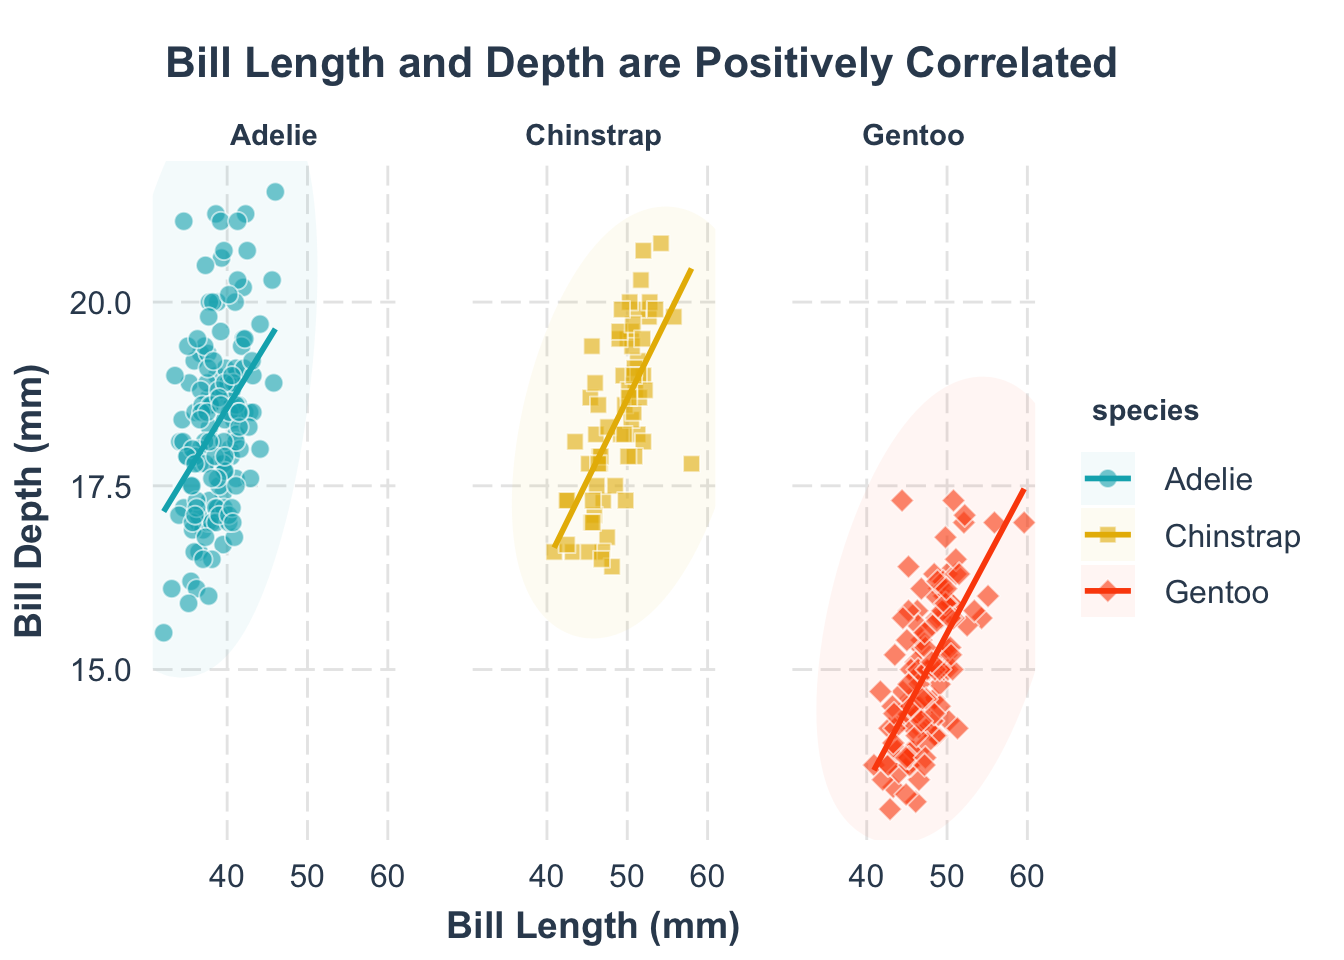 Bill Length and Depth are Positively Correlated
Adelie Chinstrap Gentoo
Bill Depth (mm)
20.0
17.5
15.0
40 50 60 40 50 60 40 50 60
Bill Length (mm)
species
Adelie
Chinstrap
Gentoo